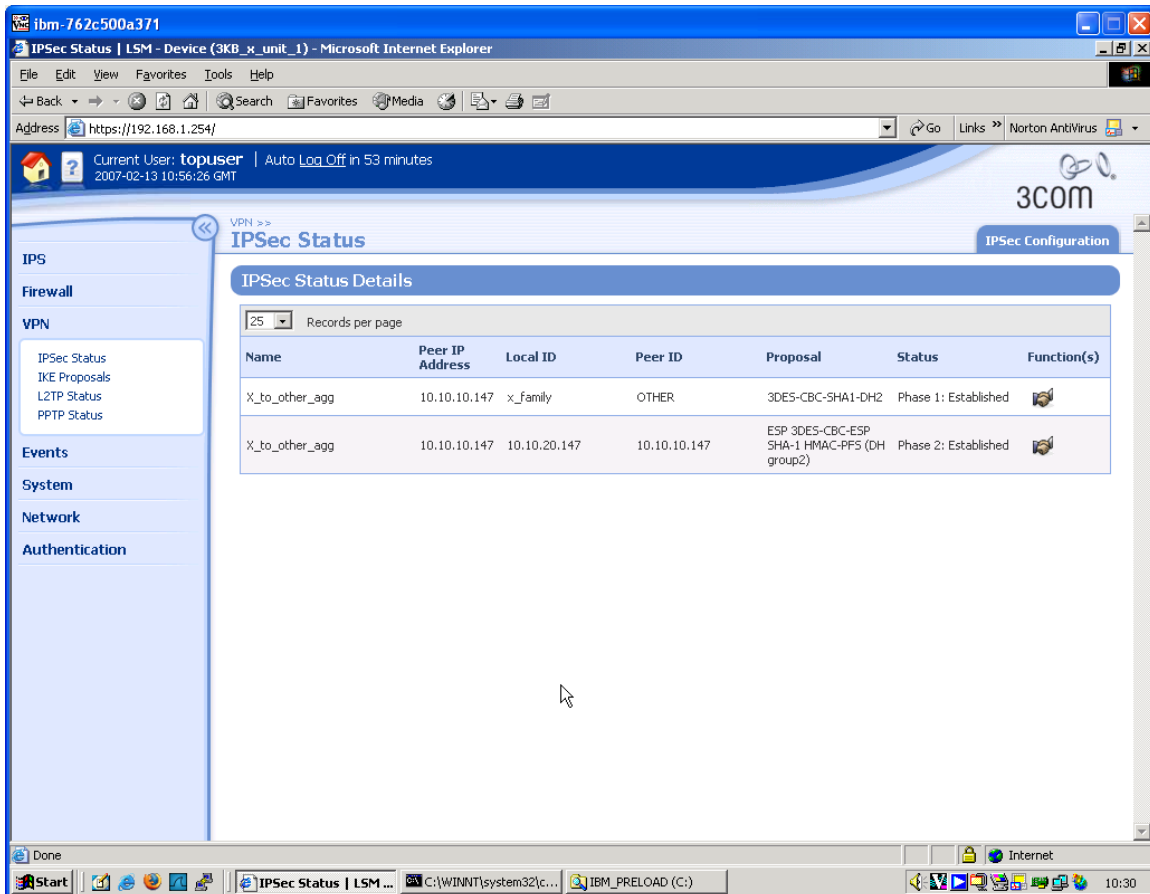 ibm-762c500a371
IPSec Status | LSM - Device (3KB_x_unit_1) - Microsoft Internet Explorer
File Edit View Favorites Tools Help
Back Search Favorites Media
Address https://192.168.1.254/ Go Links » Norton AntiVirus
Current User: topuser | Auto Log Off in 53 minutes
2007-02-13 10:56:26 GMT
3COM
VPN >>
IPSec Status
IPSec Configuration
IPS
Firewall
VPN
IPSec Status
IKE Proposals
L2TP Status
PPTP Status
Events
System
Network
Authentication
IPSec Status Details
25 Records per page
Name Peer IP Address Local ID Peer ID Proposal Status Function(s)
X_to_other_agg 10.10.10.147 x_family OTHER 3DES-CBC-SHA1-DH2 Phase 1: Established
X_to_other_agg 10.10.10.147 10.10.20.147 10.10.10.147 ESP 3DES-CBC-ESP
SHA-1 HMAC-PFS (DH
group2) Phase 2: Established
Done Internet
Start IPSec Status | LSM ... C:\WINNT\system32\c... IBM_PRELOAD (C:) 10:30